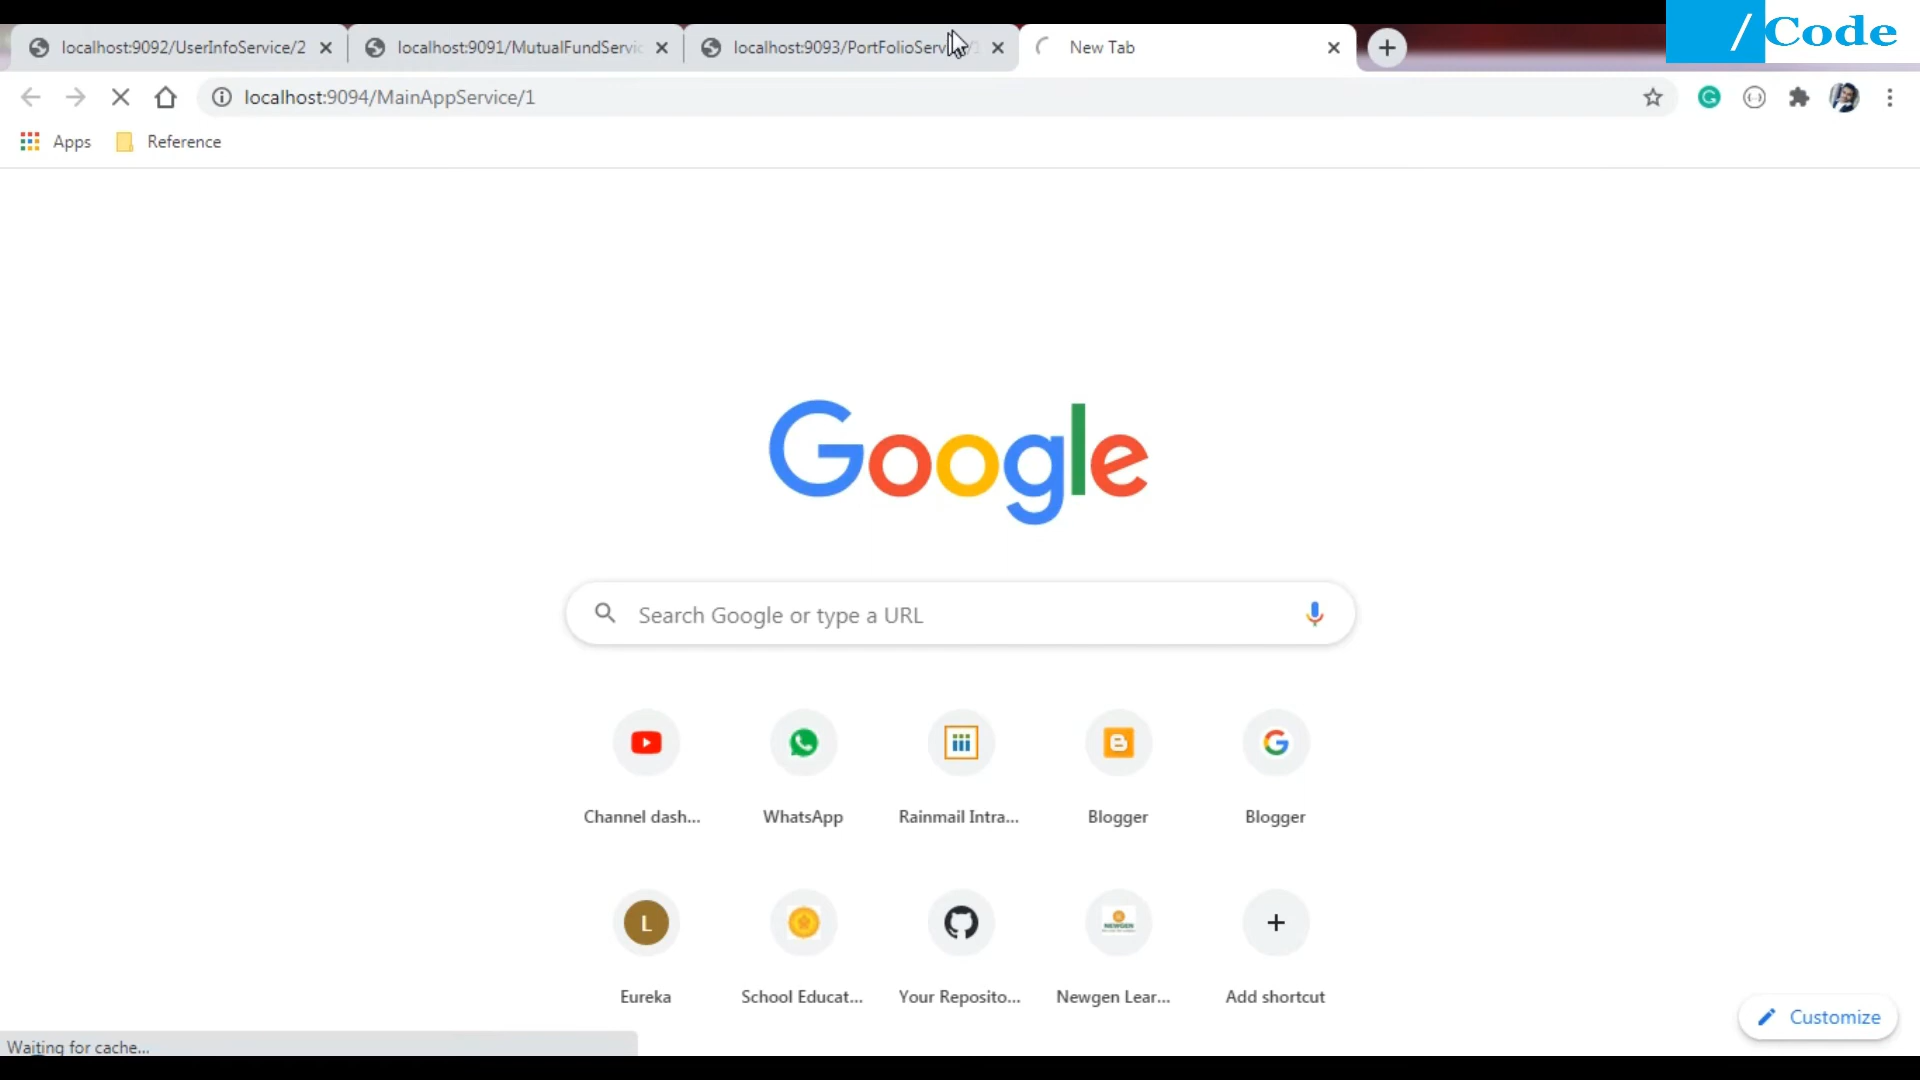 /Code
localhost:9092/UserInfoService/2
localhost:9091/MutualFundServic
localhost:9093/PortFolioServ
New Tab
localhost:9094/MainAppService/1
Apps
Reference
Google
Search Google or type a URL
Channel dash...
WhatsApp
Rainmail Intra...
Blogger
Blogger
L
NEWGEN
Eureka
School Educat...
Your Reposito...
Newgen Lear...
Add shortcut
Customize
Waiting for cache...